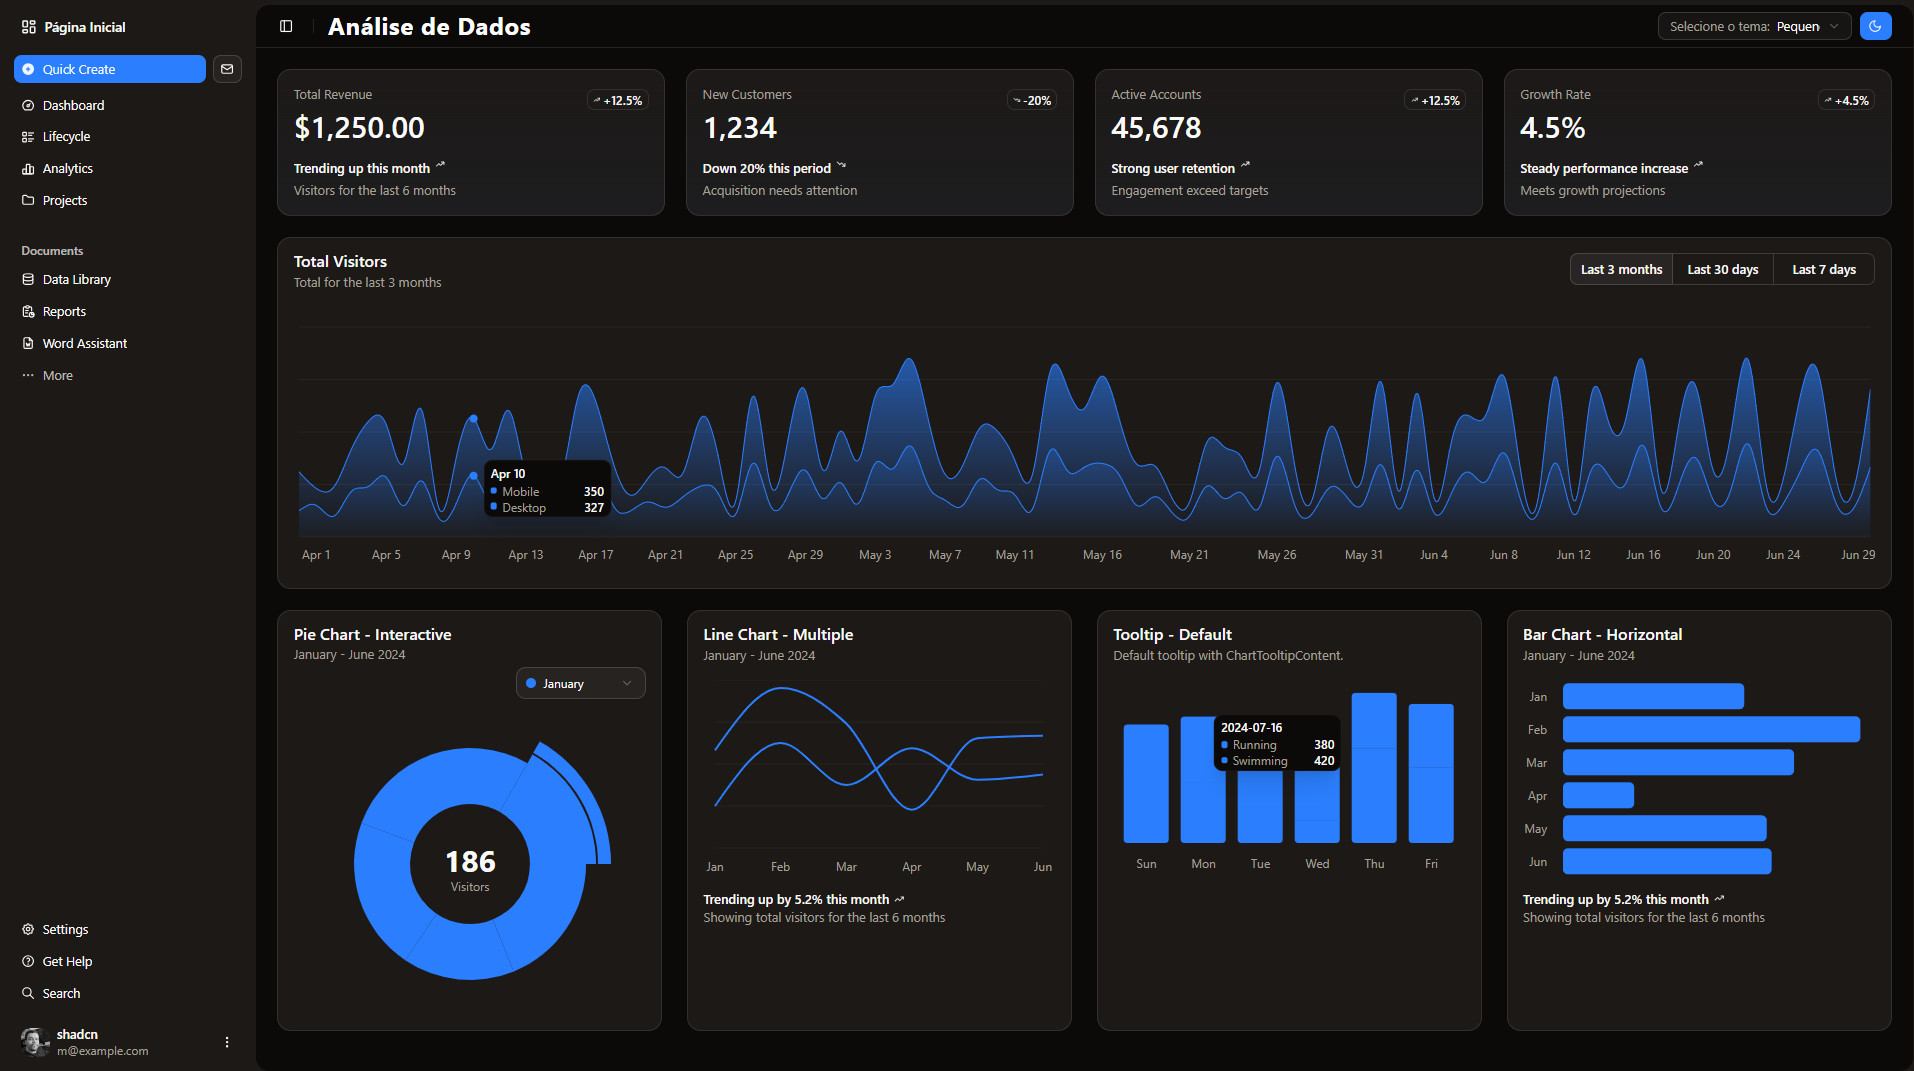 Página Inicial
Quick Create
Dashboard
Lifecycle
Analytics
Projects
Documents
Data Library
Reports
Word Assistant
More
Settings
Get Help
Search
shadcn
m@example.com
Análise de Dados
Selecione o tema: Pequen
Total Revenue
+12.5%
$1,250.00
Trending up this month
Visitors for the last 6 months
New Customers
-20%
1,234
Down 20% this period
Acquisition needs attention
Active Accounts
+12.5%
45,678
Strong user retention
Engagement exceed targets
Growth Rate
+4.5%
4.5%
Steady performance increase
Meets growth projections
Total Visitors
Total for the last 3 months
Last 3 months Last 30 days Last 7 days
Apr 10
Mobile 350
Desktop 327
Apr 1 Apr 5 Apr 9 Apr 13 Apr 17 Apr 21 Apr 25 Apr 29 May 3 May 7 May 11 May 16 May 21 May 26 May 31 Jun 4 Jun 8 Jun 12 Jun 16 Jun 20 Jun 24 Jun 29
Pie Chart - Interactive
January - June 2024
January
186
Visitors
Line Chart - Multiple
January - June 2024
Jan Feb Mar Apr May Jun
Trending up by 5.2% this month
Showing total visitors for the last 6 months
Tooltip - Default
Default tooltip with ChartTooltipContent.
2024-07-16
Running 380
Swimming 420
Sun Mon Tue Wed Thu Fri
Bar Chart - Horizontal
January - June 2024
Jan
Feb
Mar
Apr
May
Jun
Trending up by 5.2% this month
Showing total visitors for the last 6 months